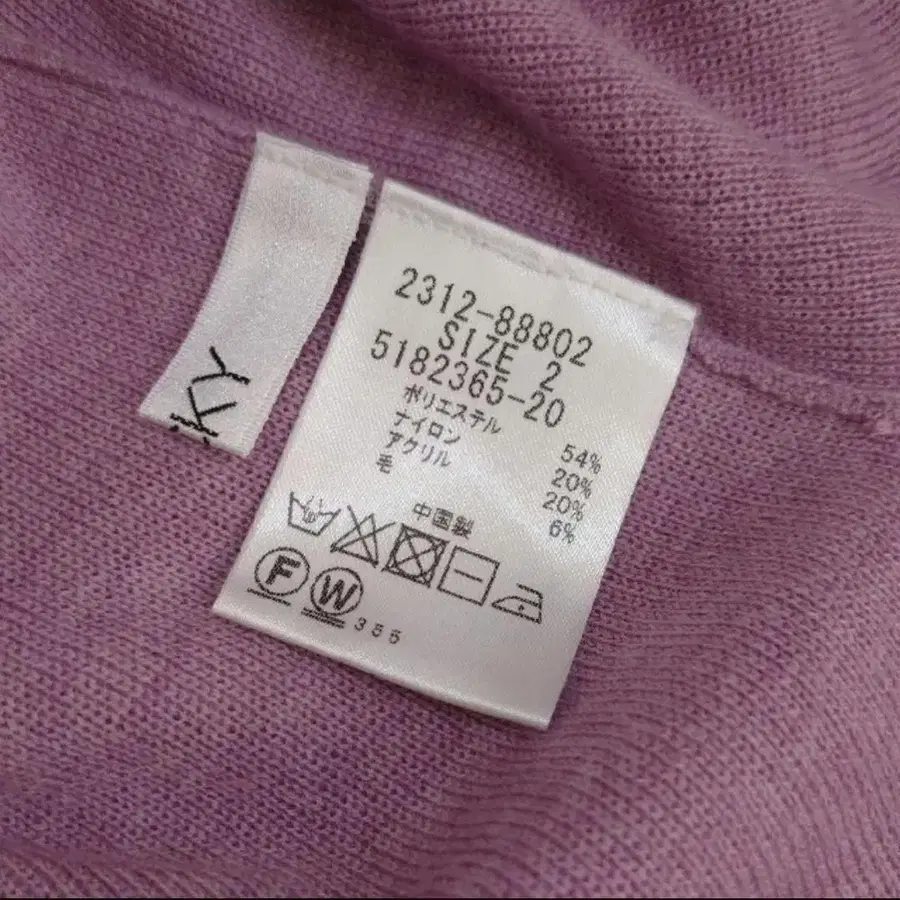 KY
2312-88802
SIZE 2
5182365-20
ポリエステル 54%
ナイロン 20%
アクリル 20%
毛 6%
中国製
F W 355